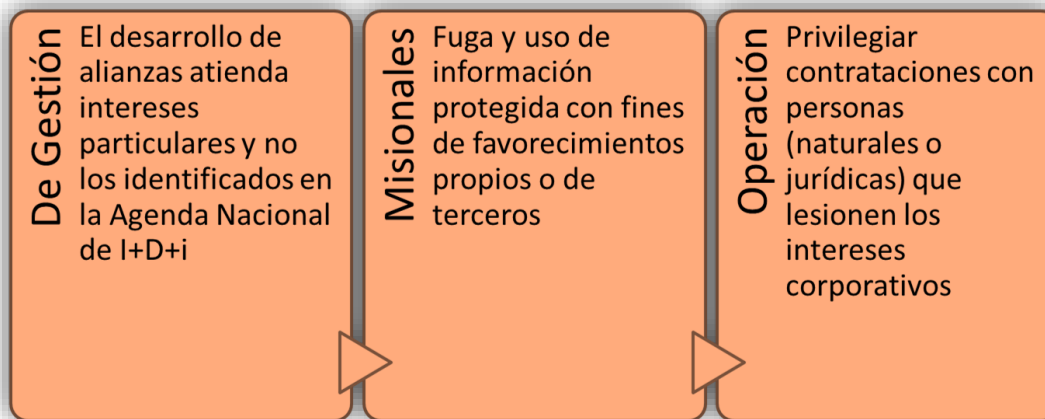 De Gestión
El desarrollo de
alianzas atienda
intereses
particulares y no
los identificados en
la Agenda Nacional
de I+D+i
Misionales
Fuga y uso de
información
protegida con fines
de favorecimientos
propios o de
terceros
Operación
Privilegiar
contrataciones con
personas
(naturales o
jurídicas) que
lesionen los
intereses
corporativos